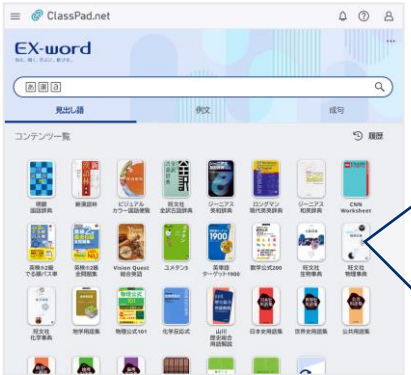 ClassPad.net
EX-word
あ 漢 a
見出し語 例文 成句
コンテンツ一覧 履歴
明鏡 国語辞典
新漢語林
ビジュアル カラー国語便覧
旺文社 全訳古語辞典
ジーニアス 英和辞典
ロングマン 現代英英辞典
ジーニアス 和英辞典
CNN Worksheet
英検®2級 でる順パス単
英検®2級 全問題集
Vision Quest 総合英語
ユメタン3
英単語 ターゲット1900
数学公式200
旺文社 生物事典
旺文社 物理事典
旺文社 化学事典
地学用語集
物理公式101
化学反応式
山川 歴史総合 用語解説
日本史用語集
世界史用語集
公共用語集